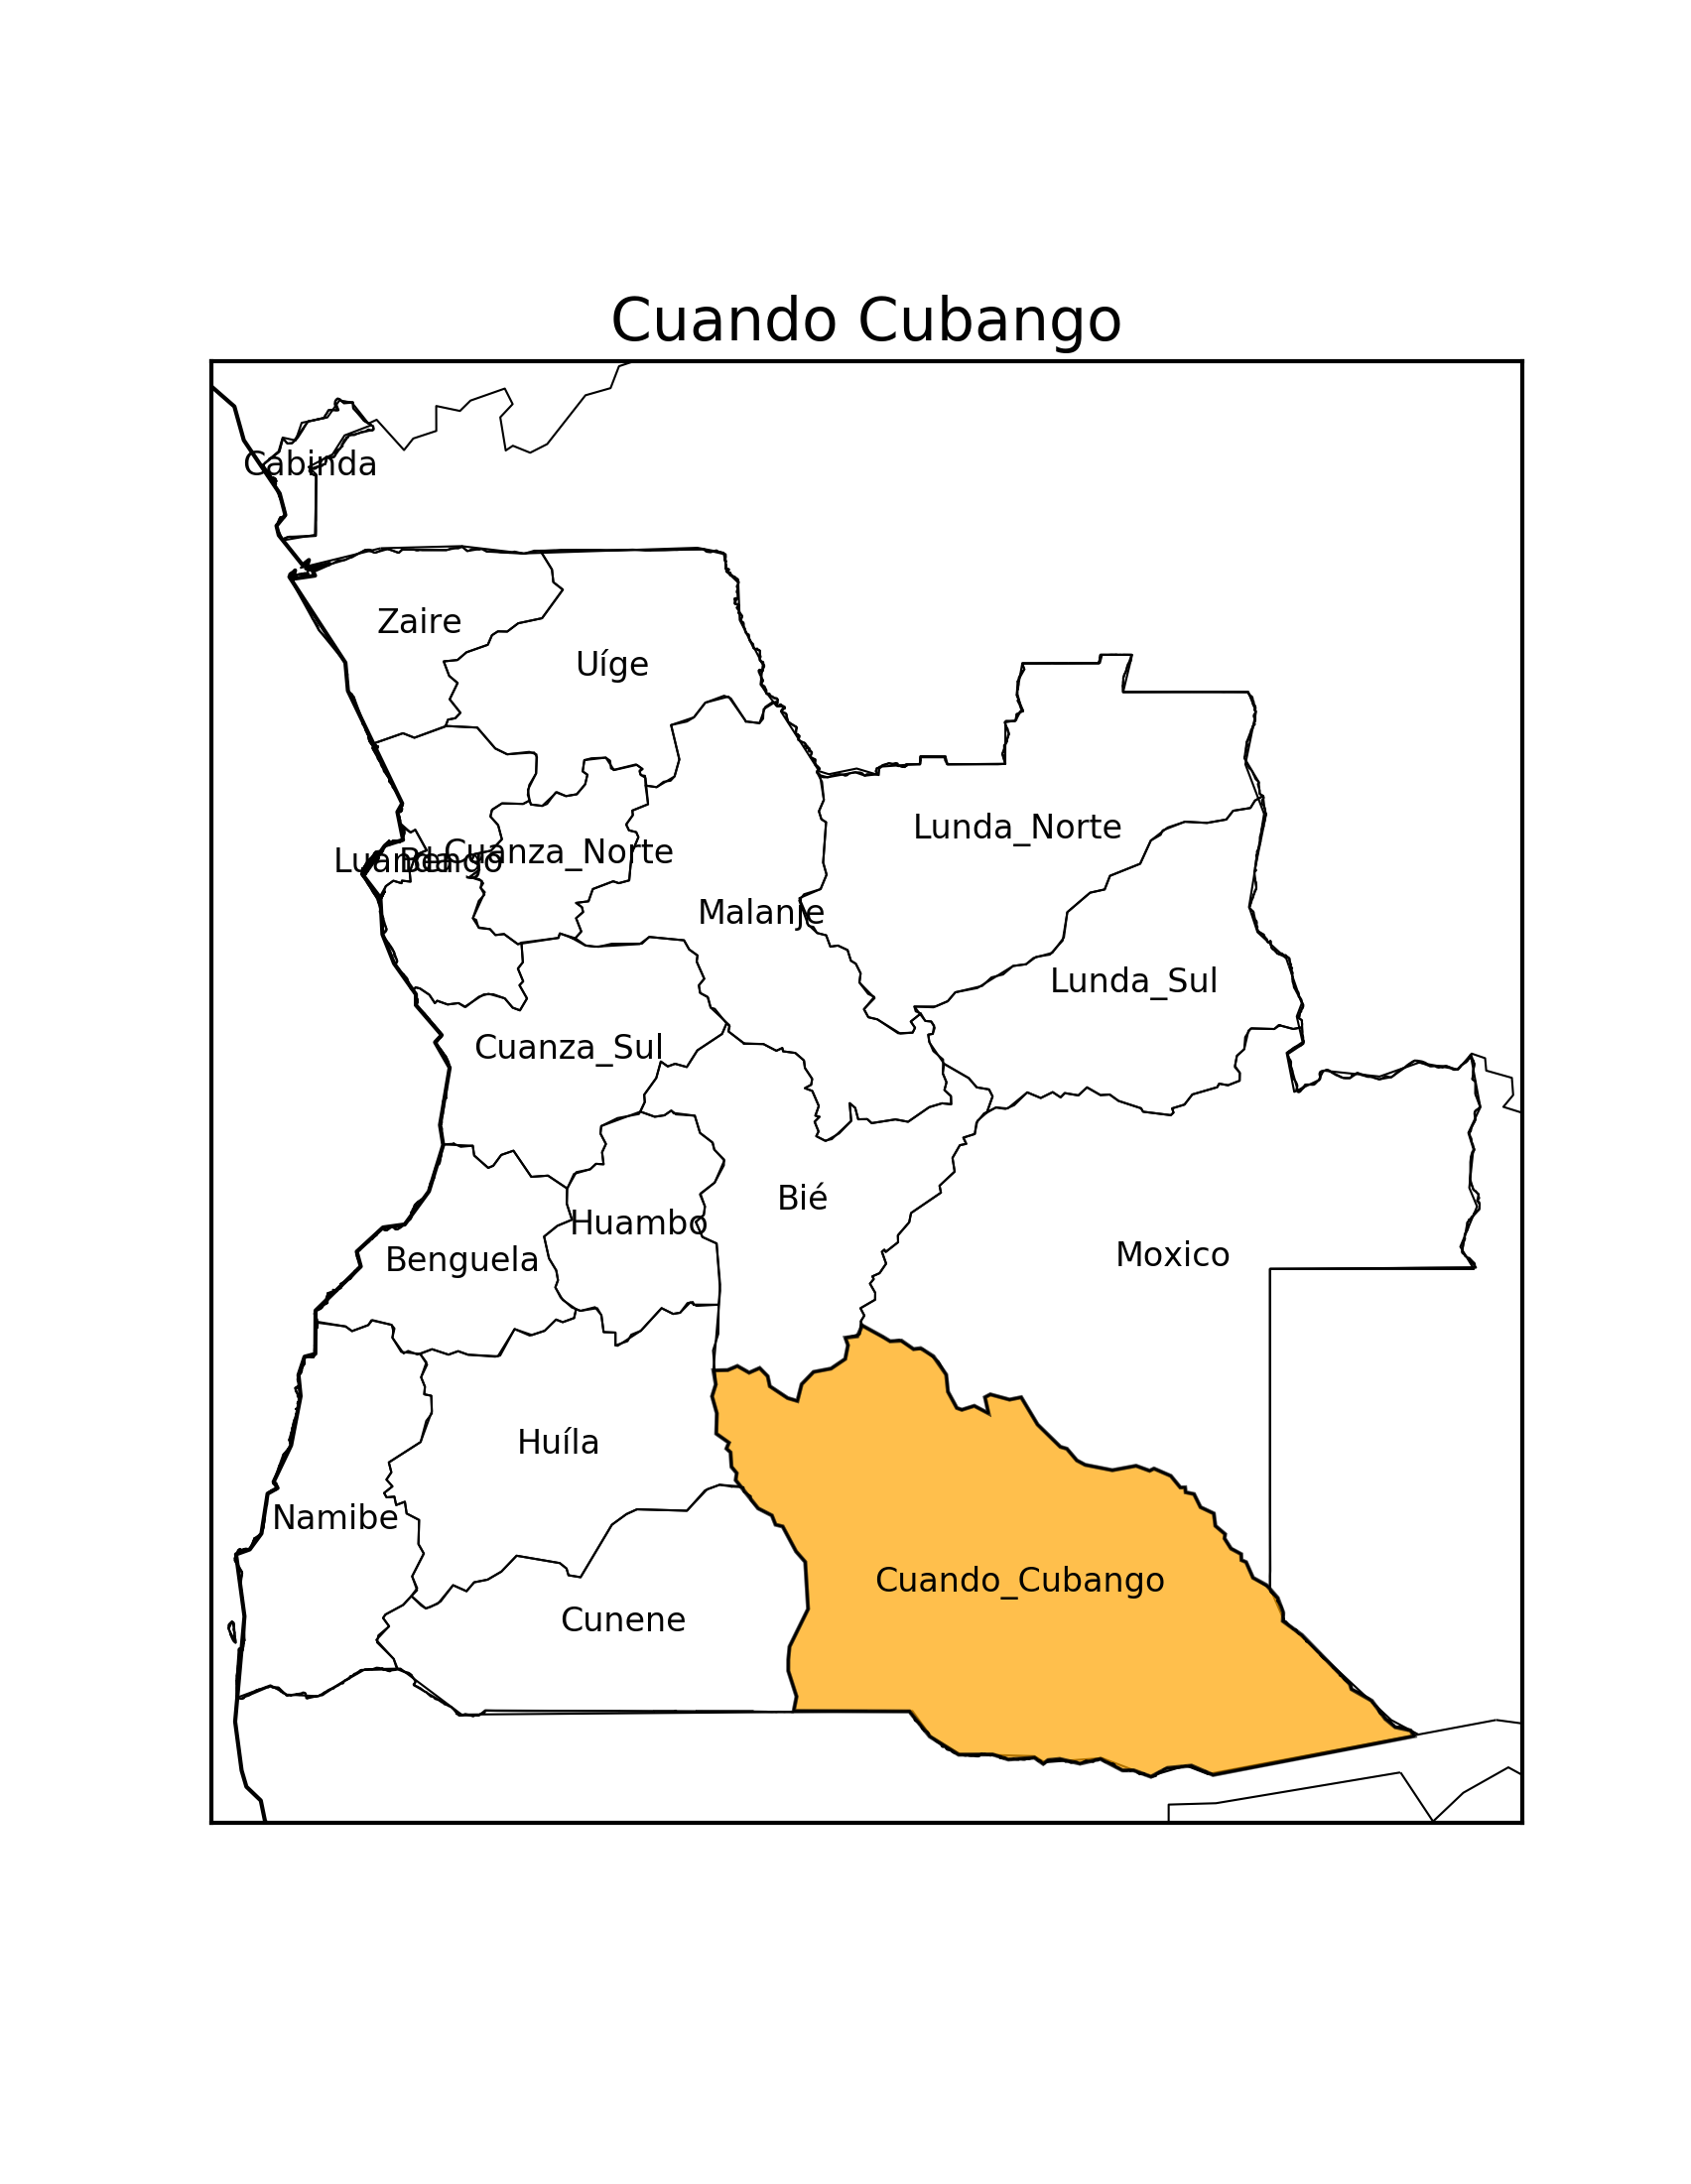 Cuando Cubango
Cabinda
Zaire
Uíge
Lunda_Norte
Cuanza_Norte
Luanda
Bengo
Malanje
Lunda_Sul
Cuanza_Sul
Bié
Huambo
Moxico
Benguela
Huíla
Namibe
Cuando_Cubango
Cunene